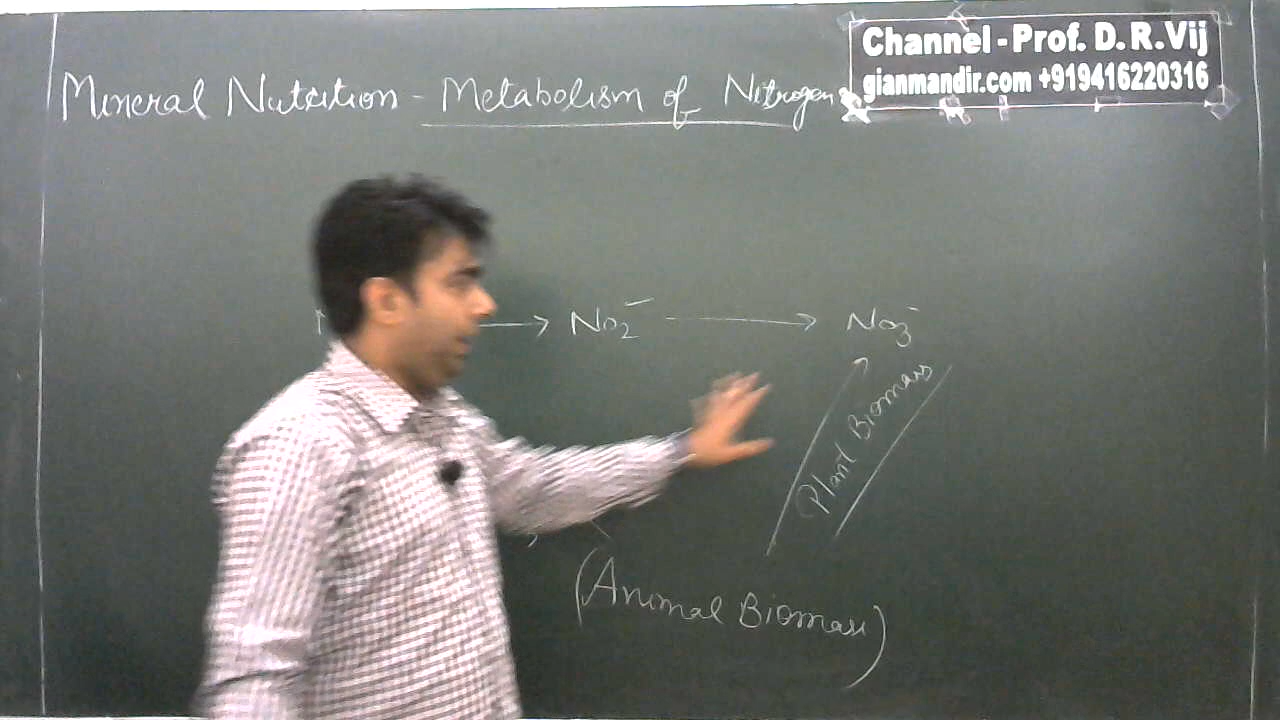 Channel - Prof. D. R. Vij
gianmandir.com +919416220316
Mineral Nutrition - Metabolism of Nitrogen
No2⁻ → No3⁻
Plant Biomass
(Animal Biomass)